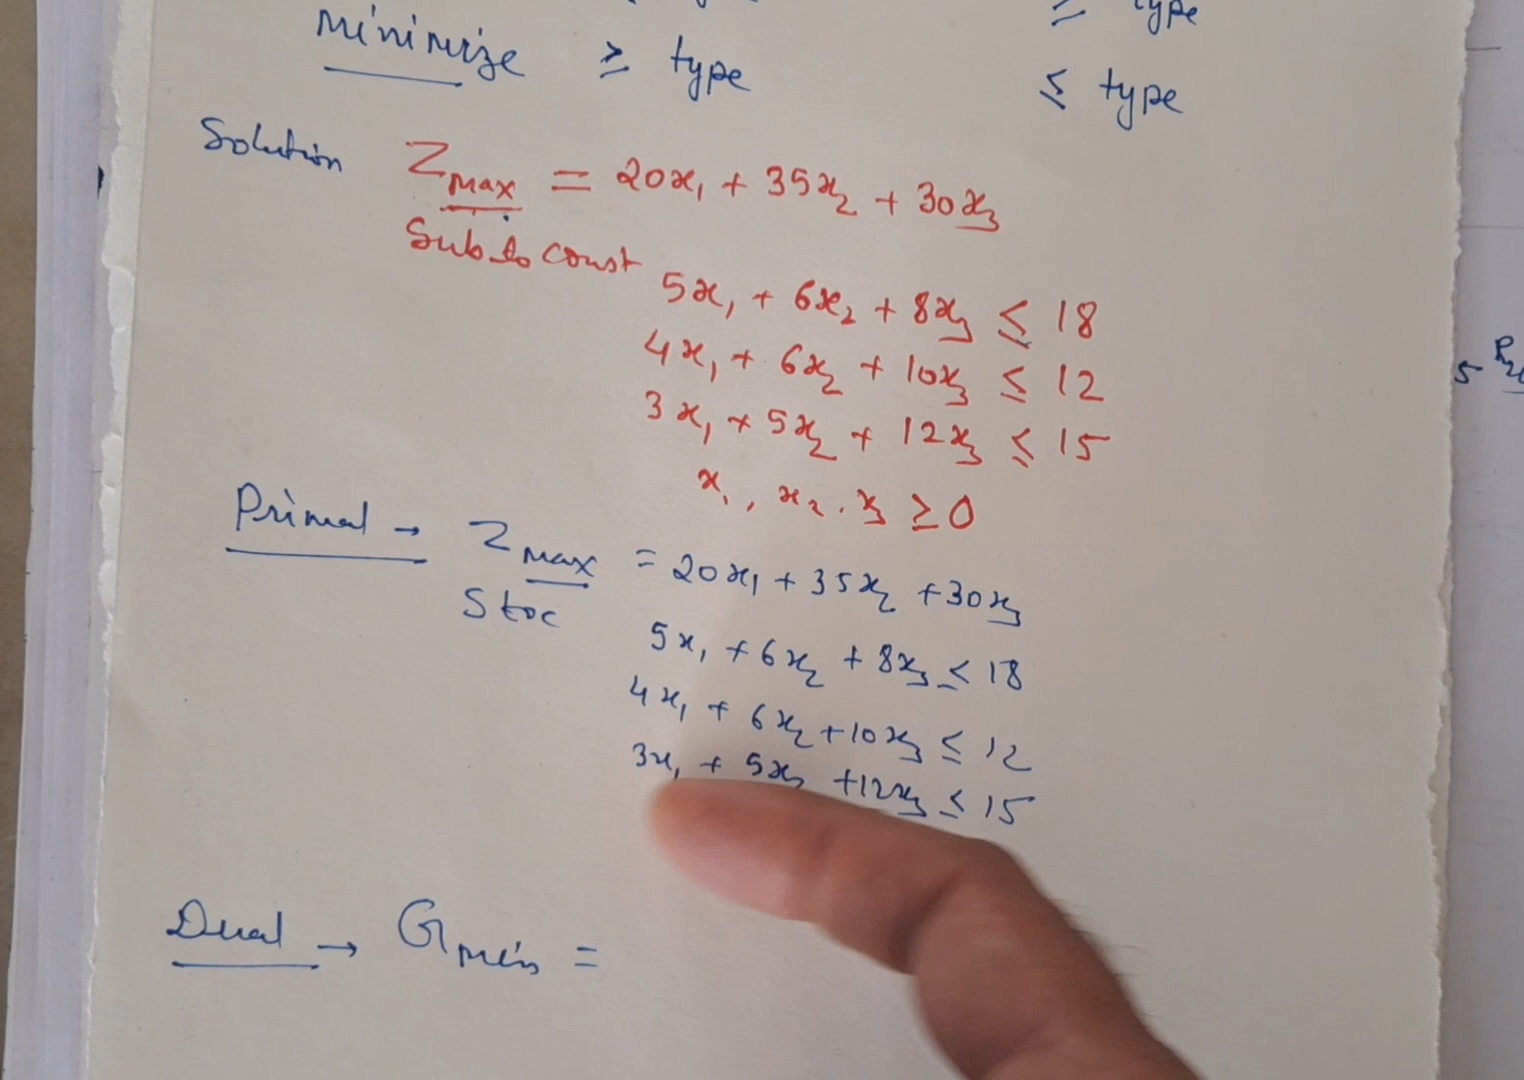 ≥ type
minimize ≥ type ≤ type
Solution Zmax = 20x₁ + 35x₂ + 30x₃
Sub to const
5x₁ + 6x₂ + 8x₃ ≤ 18
4x₁ + 6x₂ + 10x₃ ≤ 12
3x₁ + 5x₂ + 12x₃ ≤ 15
x₁, x₂. x₃ ≥ 0
Primal → Zmax = 20x₁ + 35x₂ + 30x₃
Stoc
5x₁ + 6x₂ + 8x₃ ≤ 18
4x₁ + 6x₂ + 10x₃ ≤ 12
3x₁ + 5x₂ + 12x₃ ≤ 15
Dual → Gmin =
5